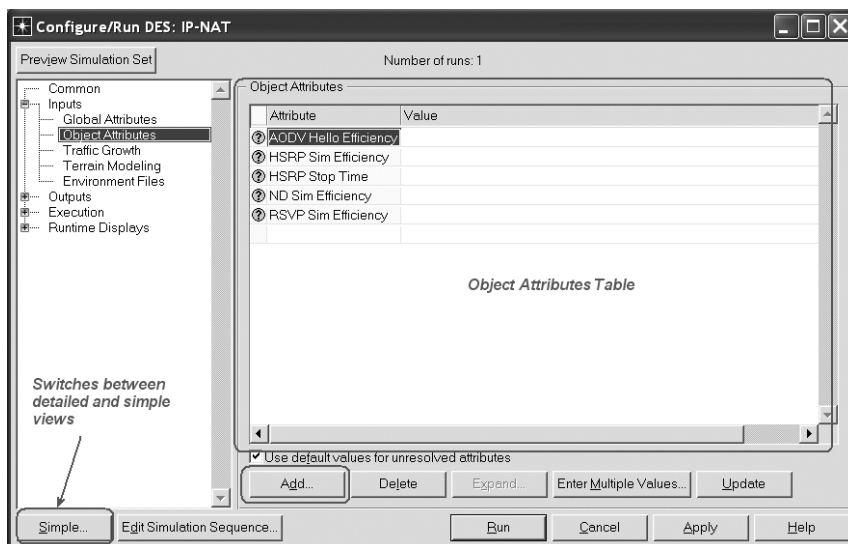 Configure/Run DES: IP-NAT
Preview Simulation Set
Number of runs: 1
Common
Inputs
Global Attributes
Object Attributes
Traffic Growth
Terrain Modeling
Environment Files
Outputs
Execution
Runtime Displays
Switches between
detailed and simple
views
Object Attributes
Attribute Value
AODV Hello Efficiency
HSRP Sim Efficiency
HSRP Stop Time
ND Sim Efficiency
RSVP Sim Efficiency
Object Attributes Table
Use default values for unresolved attributes
Add... Delete Expand... Enter Multiple Values... Update
Simple... Edit Simulation Sequence... Run Cancel Apply Help